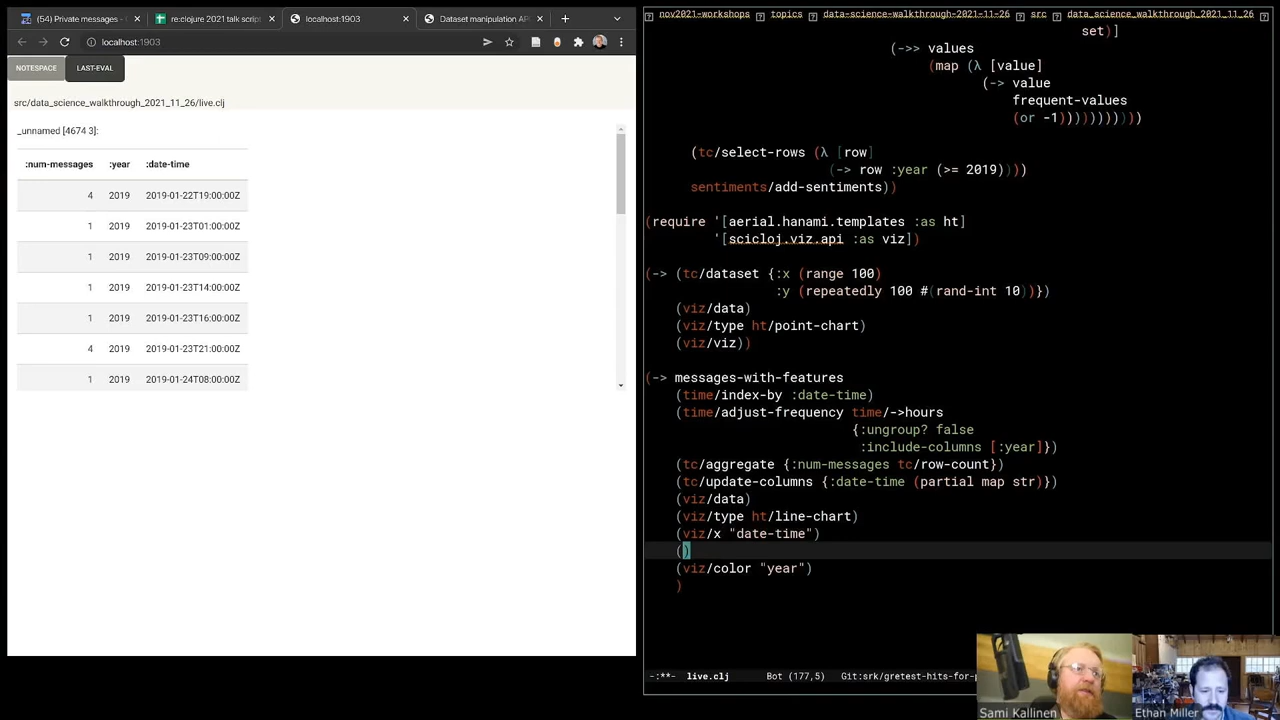 (54) Private messages -
re:clojure 2021 talk script
localhost:1903
Dataset manipulation AP
localhost:1903
NOTESPACE
LAST-EVAL
src/data_science_walkthrough_2021_11_26/live.clj
_unnamed [4674 3]:
:num-messages :year :date-time
4 2019 2019-01-22T19:00:00Z
1 2019 2019-01-23T01:00:00Z
1 2019 2019-01-23T09:00:00Z
1 2019 2019-01-23T14:00:00Z
1 2019 2019-01-23T16:00:00Z
4 2019 2019-01-23T21:00:00Z
1 2019 2019-01-24T08:00:00Z
nov2021-workshops topics data-science-walkthrough-2021-11-26 src data_science_walkthrough_2021_11_26
set)]
(->> values
(map (λ [value]
(-> value
frequent-values
(or -1)))))))))))
(tc/select-rows (λ [row]
(-> row :year (>= 2019))))
sentiments/add-sentiments))
(require '[aerial.hanami.templates :as ht]
'[scicloj.viz.api :as viz])
(-> (tc/dataset {:x (range 100)
:y (repeatedly 100 #(rand-int 10))})
(viz/data)
(viz/type ht/point-chart)
(viz/viz))
(-> messages-with-features
(time/index-by :date-time)
(time/adjust-frequency time/->hours
{:ungroup? false
:include-columns [:year]})
(tc/aggregate {:num-messages tc/row-count})
(tc/update-columns {:date-time (partial map str)})
(viz/data)
(viz/type ht/line-chart)
(viz/x "date-time")
()
(viz/color "year")
)
-:**- live.clj Bot (177,5) Git:srk/gretest-hits-for-
Sami Kallinen
Ethan Miller